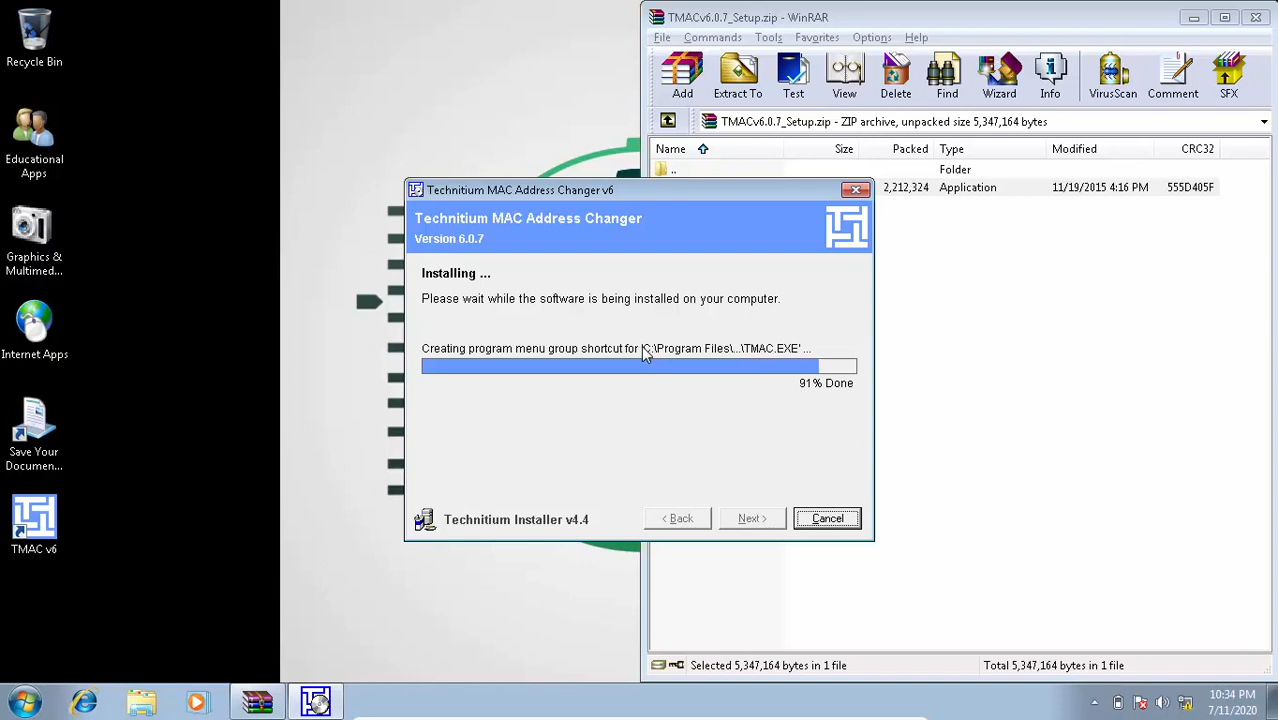 Recycle Bin
Educational
Apps
Graphics &
Multimed...
Internet Apps
Save Your
Documen...
TMAC v6
TMACv6.0.7_Setup.zip - WinRAR
File Commands Tools Favorites Options Help
Add Extract To Test View Delete Find Wizard Info VirusScan Comment SFX
TMACv6.0.7_Setup.zip - ZIP archive, unpacked size 5,347,164 bytes
Name Size Packed Type Modified CRC32
.. Folder
2,212,324 Application 11/19/2015 4:16 PM 555D405F
Technitium MAC Address Changer v6
Technitium MAC Address Changer
Version 6.0.7
Installing ...
Please wait while the software is being installed on your computer.
Creating program menu group shortcut for 'C:\Program Files\...\TMAC.EXE' ...
91% Done
Technitium Installer v4.4
< Back Next > Cancel
Selected 5,347,164 bytes in 1 file Total 5,347,164 bytes in 1 file
10:34 PM
7/11/2020